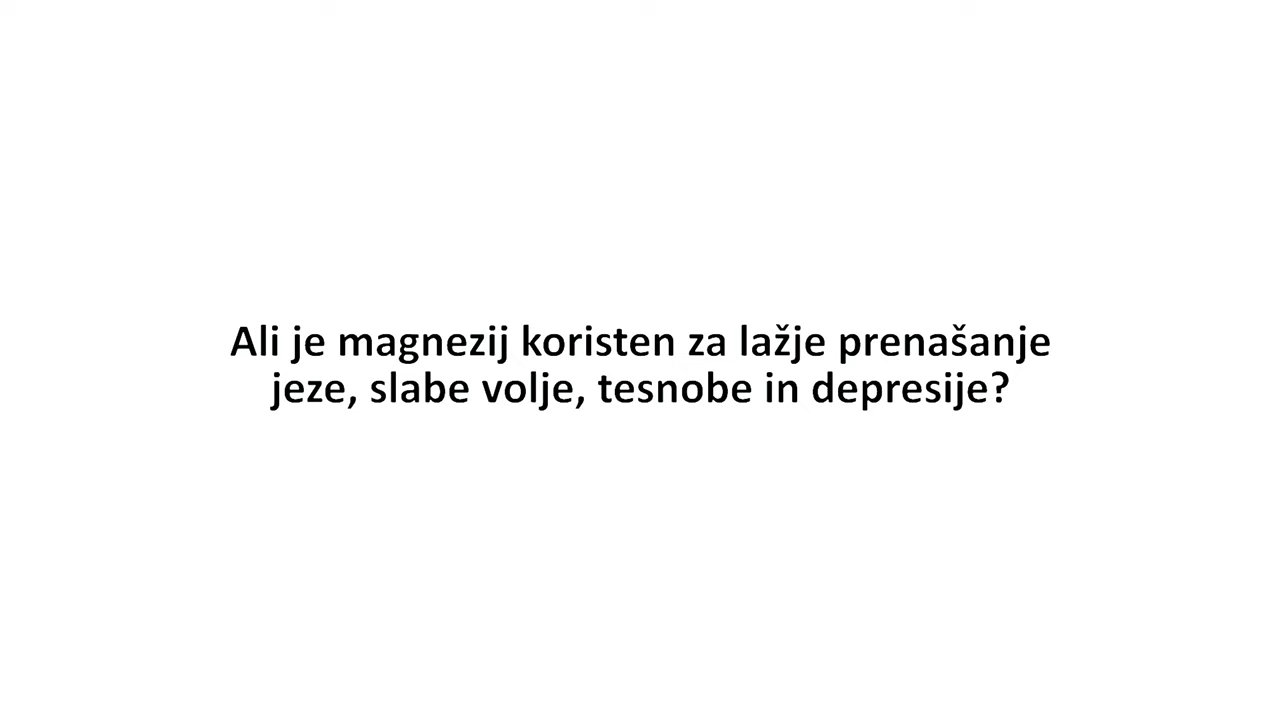 Ali je magnezij koristen za lažje prenašanje
jeze, slabe volje, tesnobe in depresije?